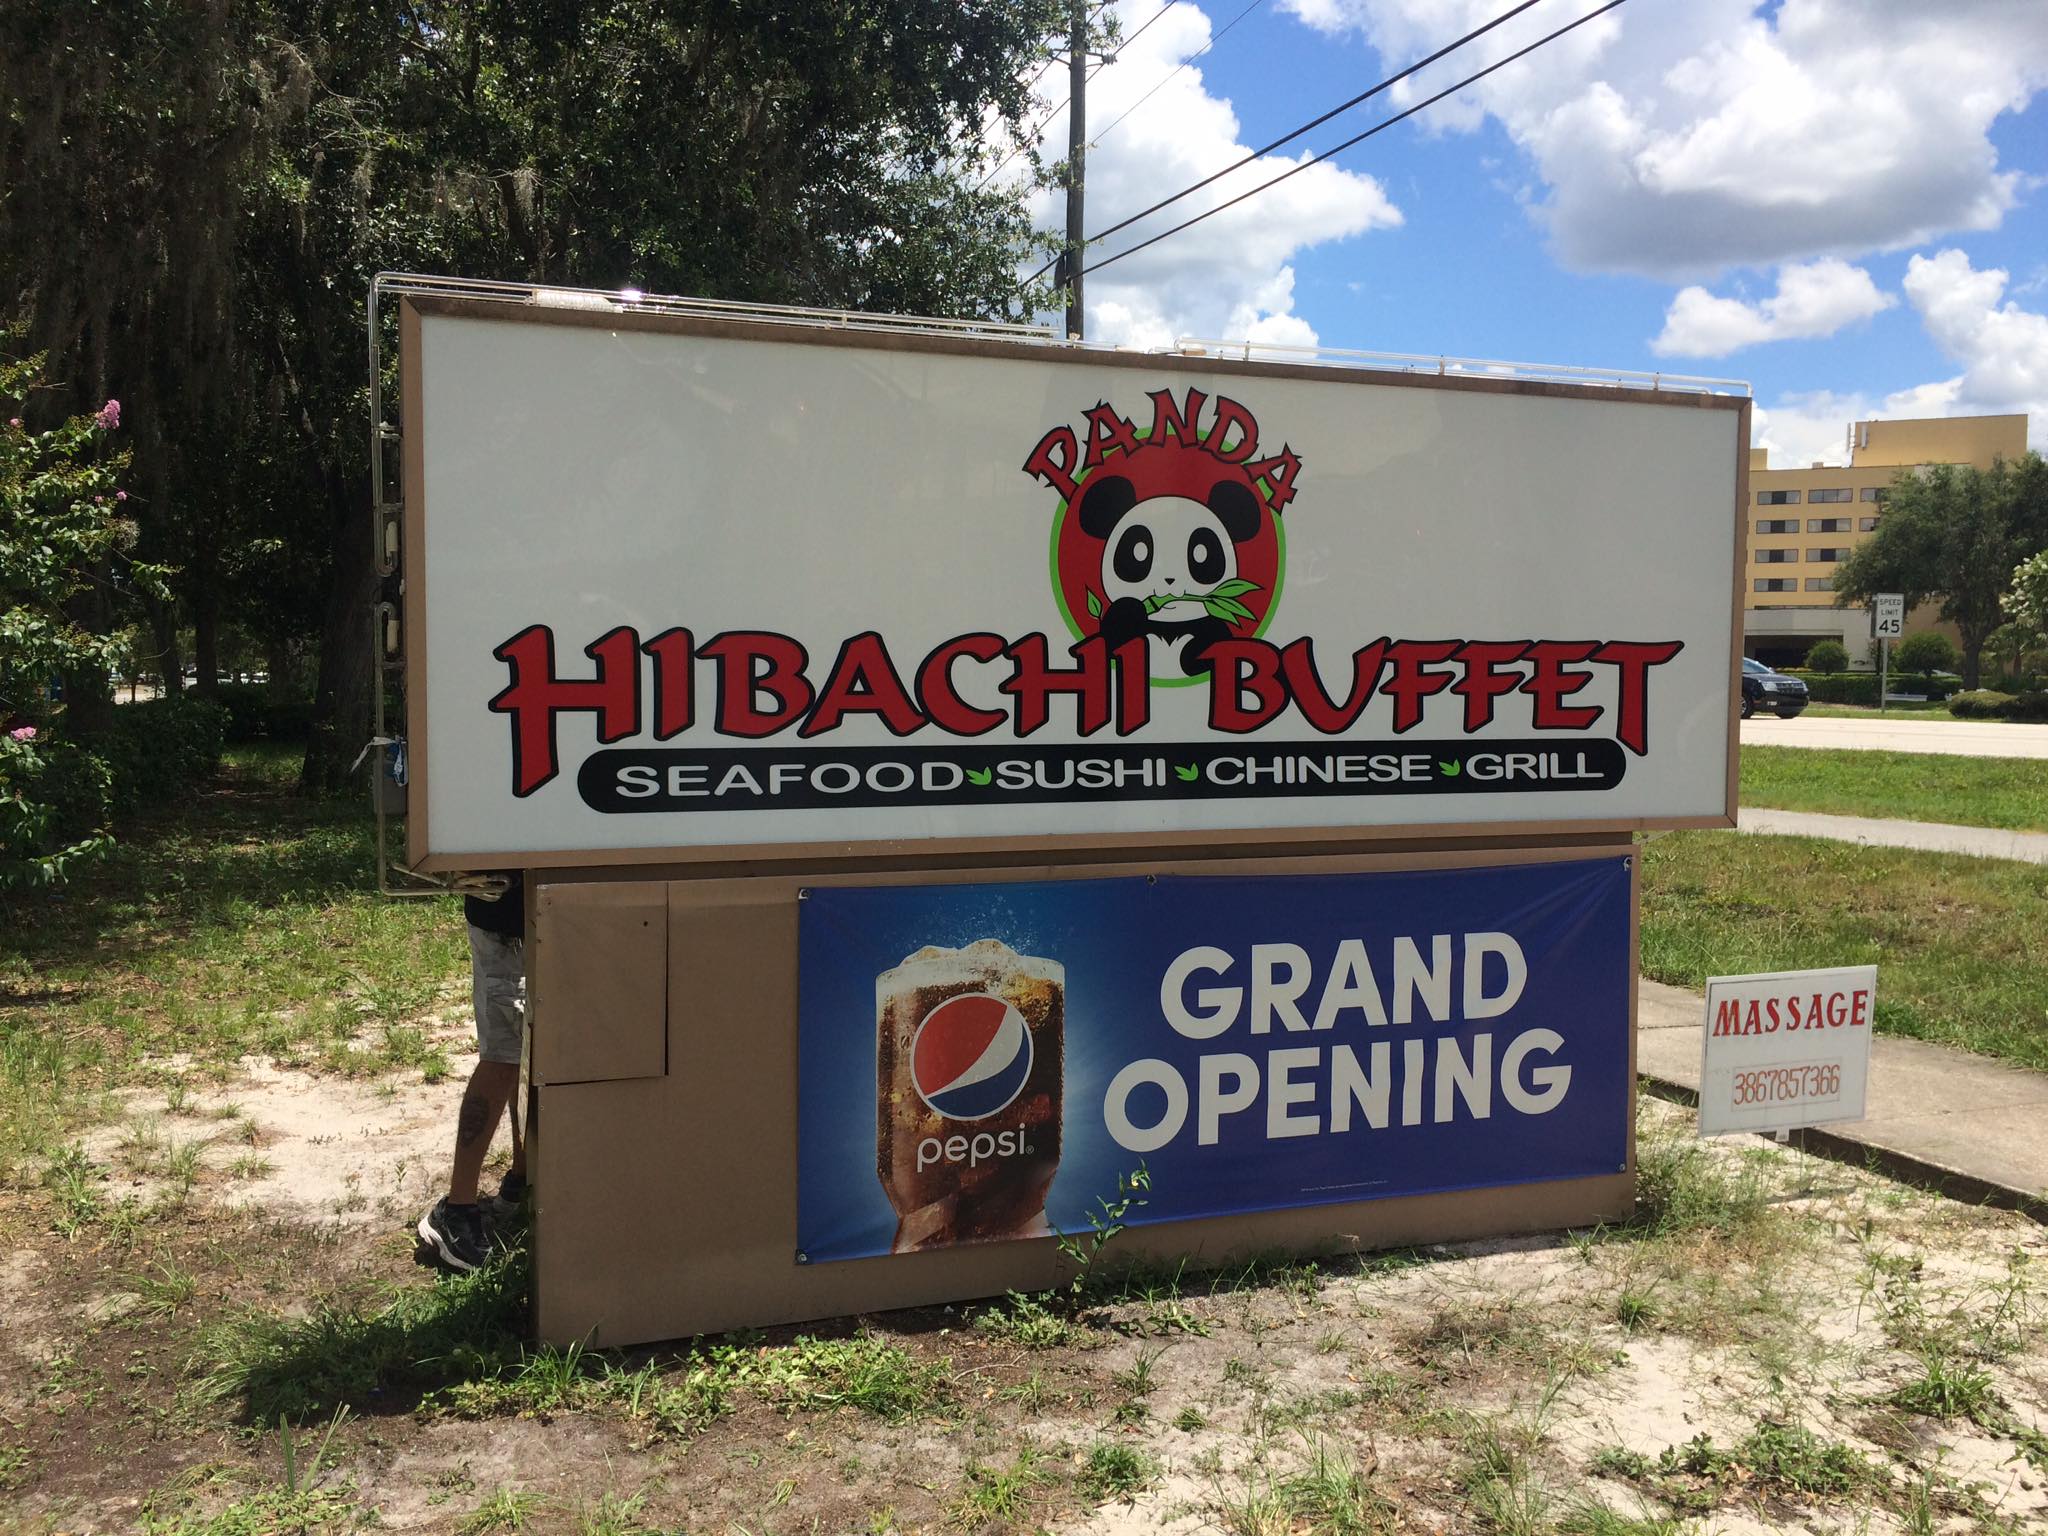 PANDA
HIBACHI BUFFET
SEAFOOD SUSHI CHINESE GRILL
pepsi®
GRAND
OPENING
MASSAGE
3867857366
SPEED
LIMIT
45